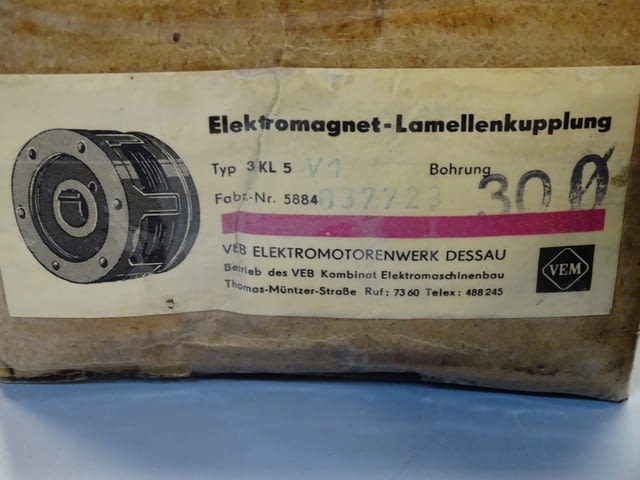 Elektromagnet-Lamellenkupplung
Typ 3 KL 5 V1 Bohrung 30 Ø
Fabr.-Nr. 5884 037723
VEB ELEKTROMOTORENWERK DESSAU
Betrieb des VEB Kombinat Elektromaschinenbau
Thomas-Müntzer-Straße Ruf: 7360 Telex: 488245
VEM